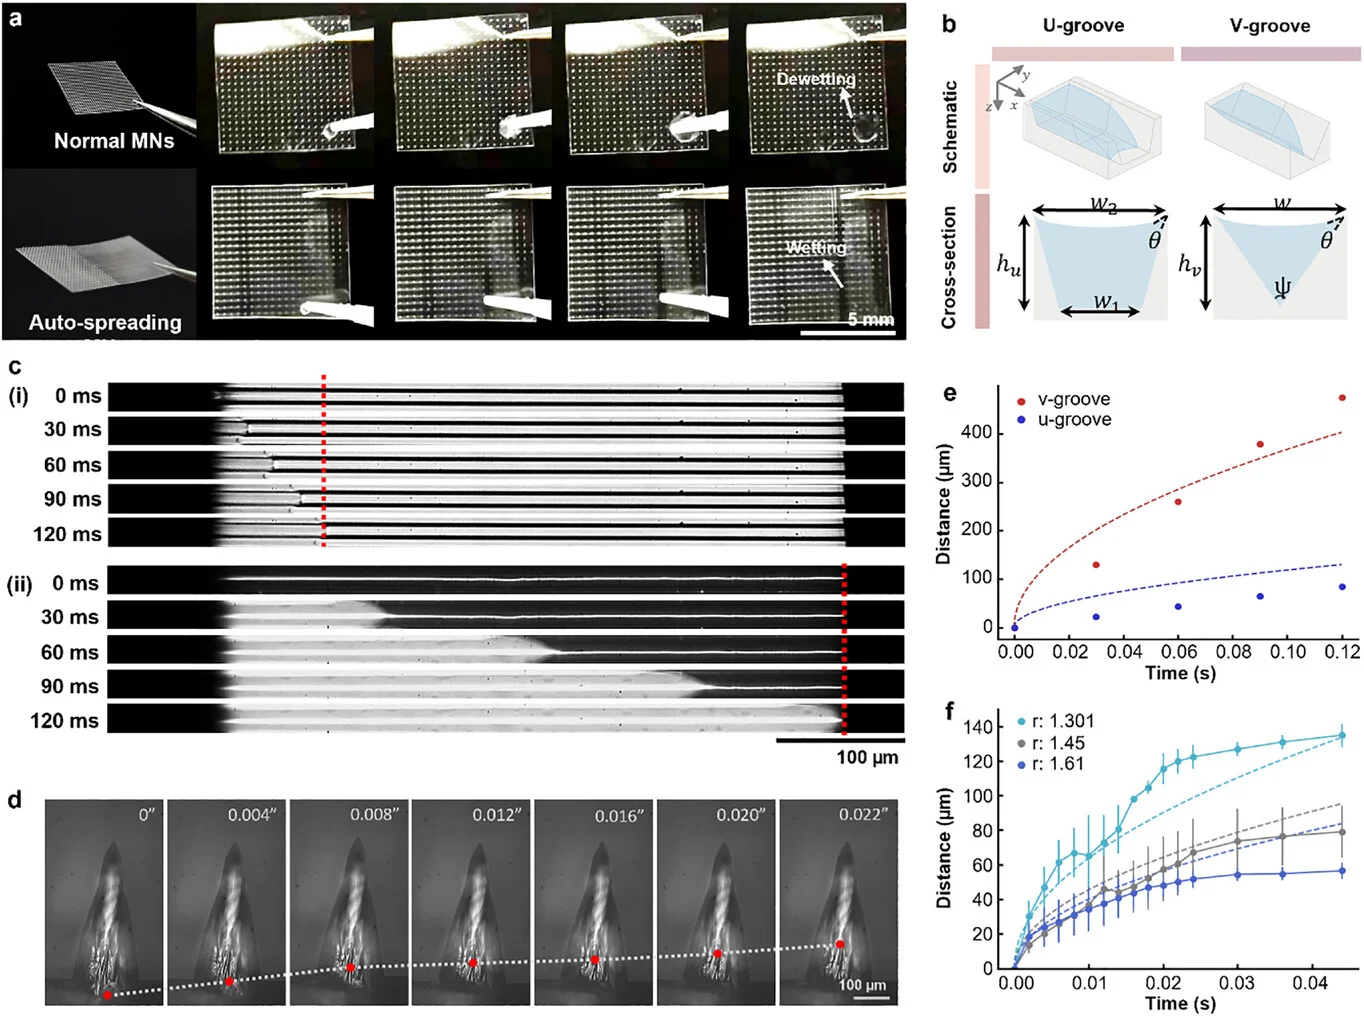 a
Normal MNs
Dewetting
Auto-spreading
Wetting
5 mm
b
U-groove
V-groove
Schematic
y
x
z
Cross-section
w₂
w
θ
θ
hᵤ
hᵥ
w₁
Ψ
c
(i)
0 ms
30 ms
60 ms
90 ms
120 ms
(ii)
0 ms
30 ms
60 ms
90 ms
120 ms
100 µm
d
0″
0.004″
0.008″
0.012″
0.016″
0.020″
0.022″
100 µm
e
v-groove
u-groove
400
300
200
100
0
Distance (µm)
0.00 0.02 0.04 0.06 0.08 0.10 0.12
Time (s)
f
r: 1.301
r: 1.45
r: 1.61
140
120
100
80
60
40
20
0
Distance (µm)
0.00 0.01 0.02 0.03 0.04
Time (s)